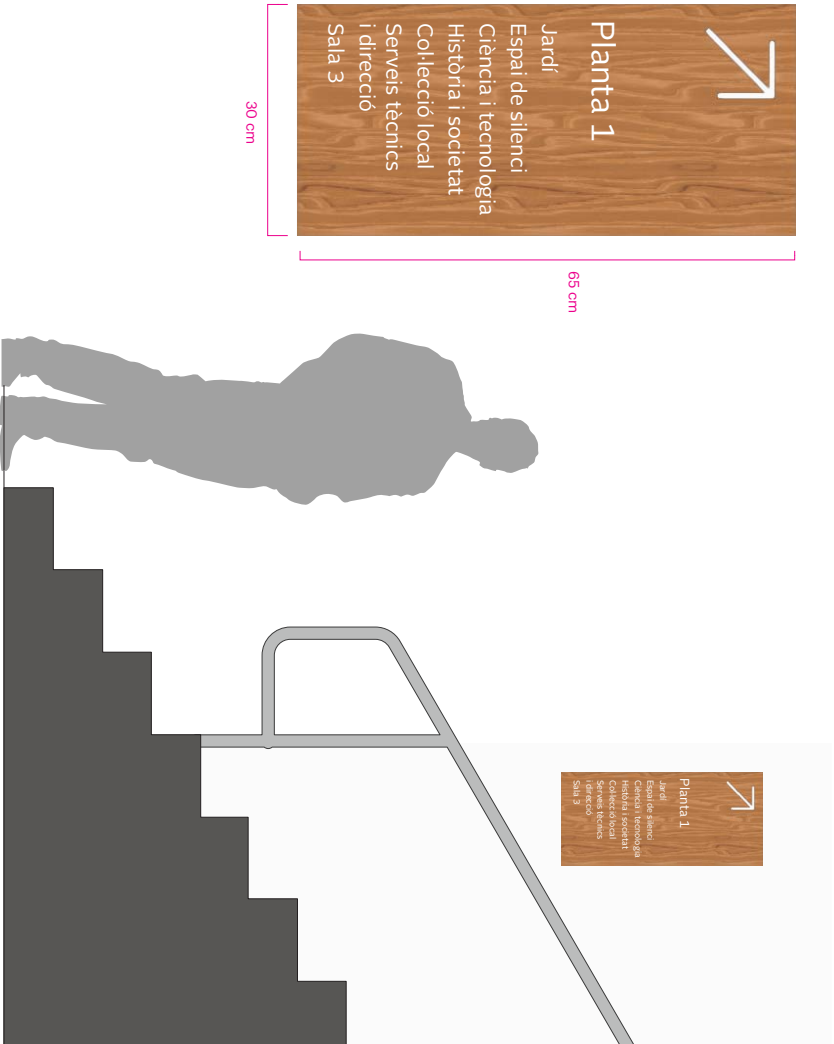 Planta 1
Jardí
Espai de silenci
Ciència i tecnologia
Història i societat
Col·lecció local
Serveis tècnics
i direcció
Sala 3
30 cm
65 cm
Planta 1
Jardí
Espai de silenci
Ciència i tecnologia
Història i societat
Col·lecció local
Serveis tècnics
i direcció
Sala 3